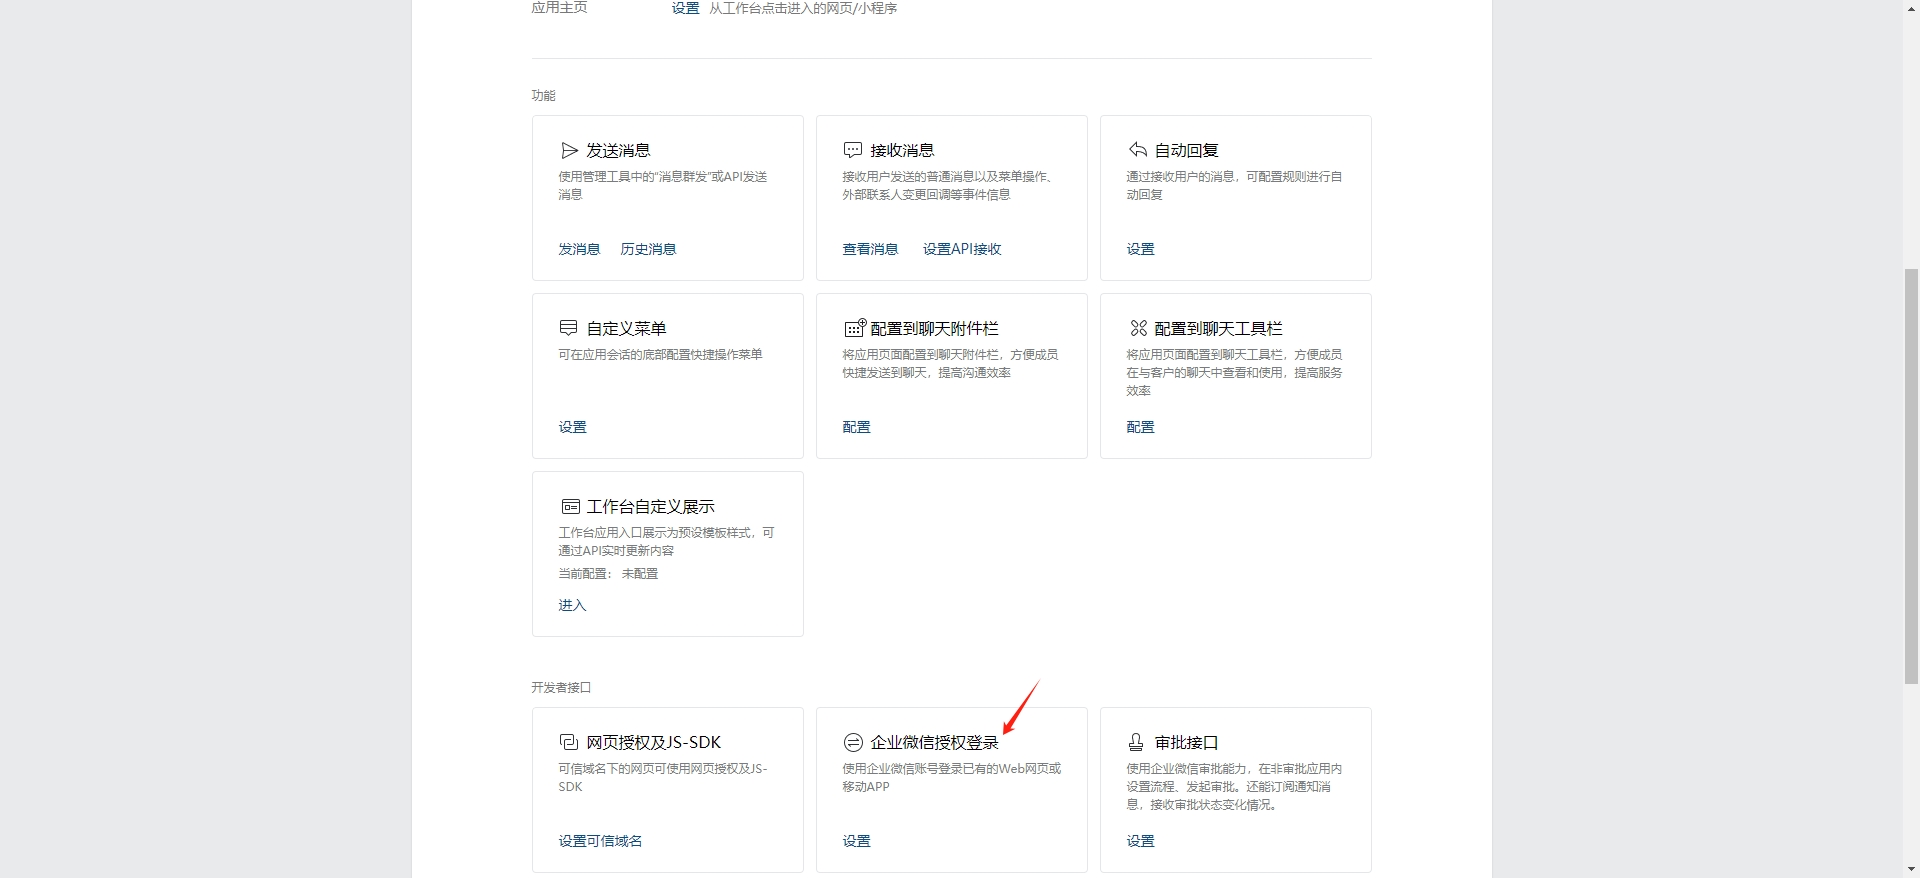 应用主页 设置 从工作台点击进入的网页/小程序
功能
发送消息
使用管理工具中的“消息群发”或API发送
消息
发消息 历史消息
接收消息
接收用户发送的普通消息以及菜单操作、
外部联系人变更回调等事件信息
查看消息 设置API接收
自动回复
通过接收用户的消息，可配置规则进行自
动回复
设置
自定义菜单
可在应用会话的底部配置快捷操作菜单
设置
配置到聊天附件栏
将应用页面配置到聊天附件栏，方便成员
快捷发送到聊天，提高沟通效率
配置
配置到聊天工具栏
将应用页面配置到聊天工具栏，方便成员
在与客户的聊天中查看和使用，提高服务
效率
配置
工作台自定义展示
工作台应用入口展示为预设模板样式，可
通过API实时更新内容
当前配置： 未配置
进入
开发者接口
网页授权及JS-SDK
可信域名下的网页可使用网页授权及JS-
SDK
设置可信域名
企业微信授权登录
使用企业微信账号登录已有的Web网页或
移动APP
设置
审批接口
使用企业微信审批能力，在非审批应用内
设置流程、发起审批。还能订阅通知消
息，接收审批状态变化情况。
设置